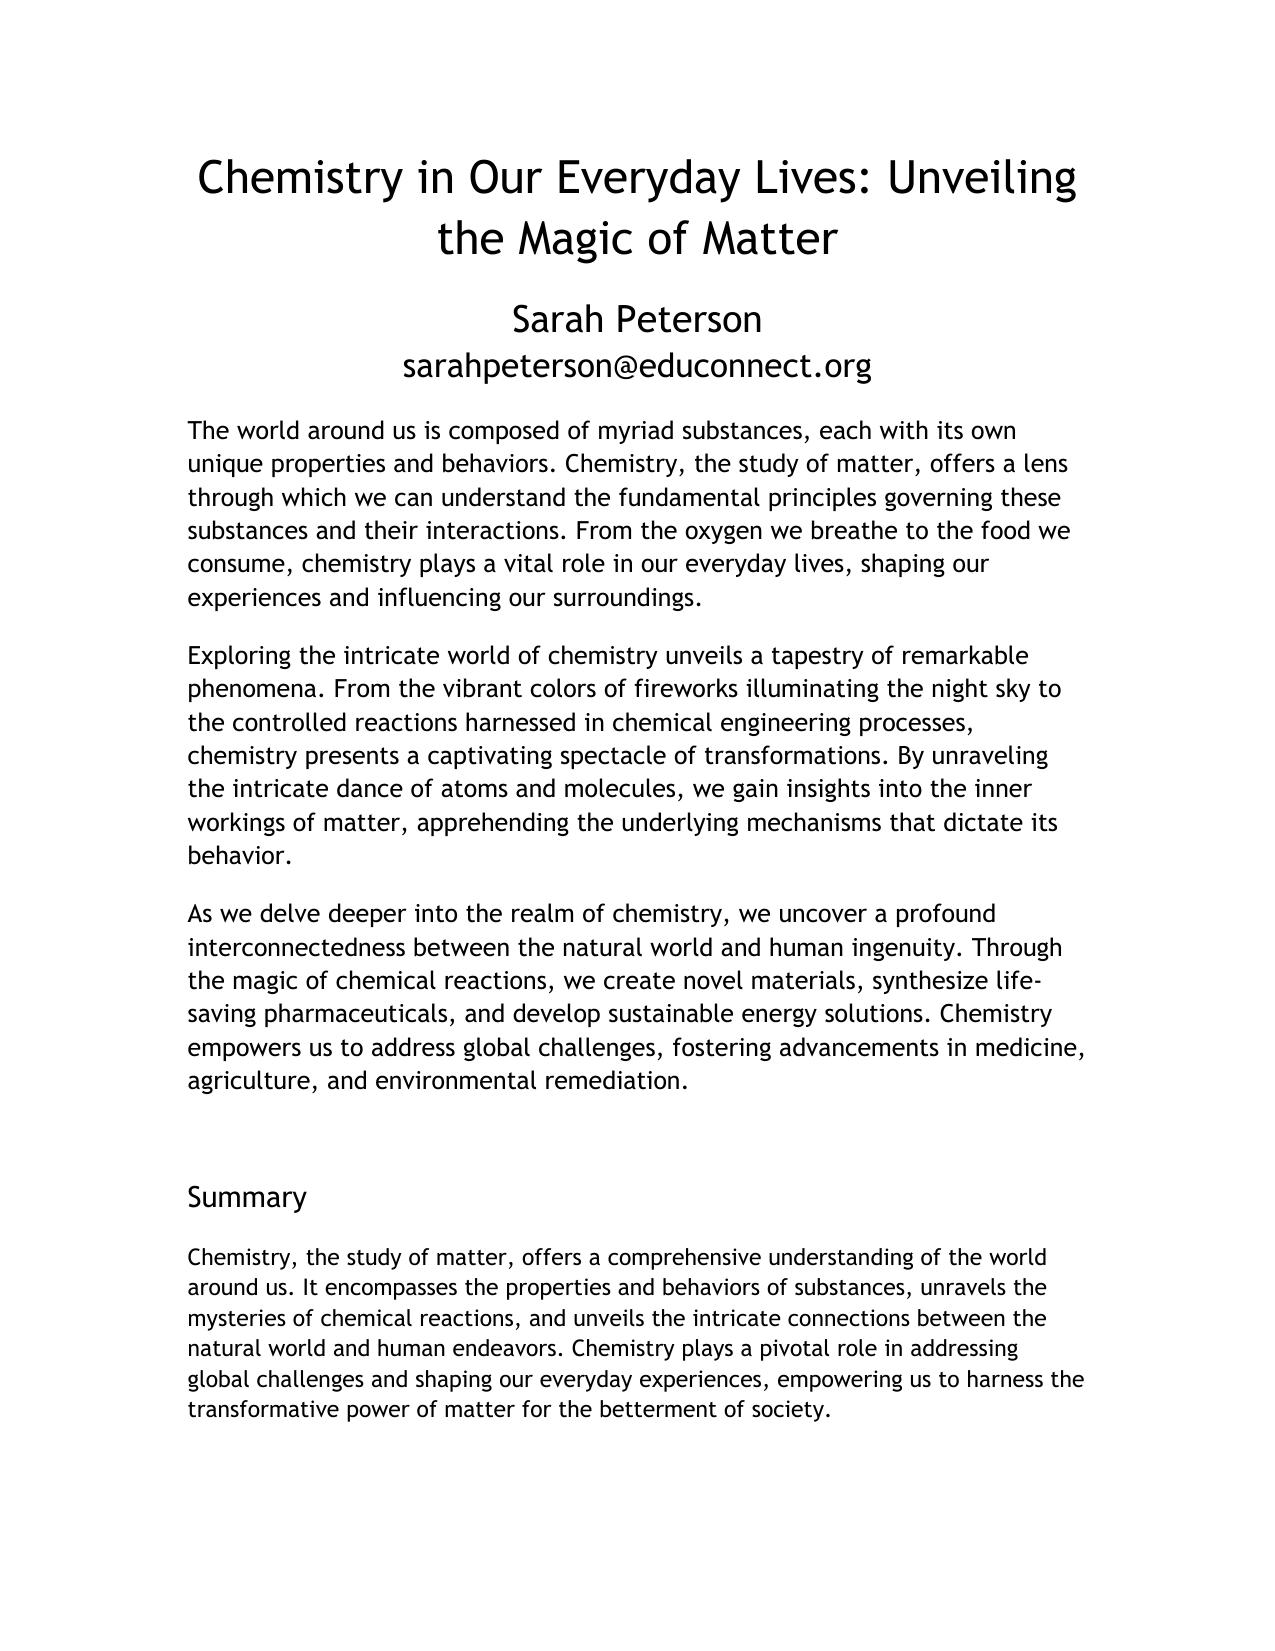 Chemistry in Our Everyday Lives: Unveiling
the Magic of Matter
Sarah Peterson
sarahpeterson@educonnect.org
The world around us is composed of myriad substances, each with its own
unique properties and behaviors. Chemistry, the study of matter, offers a lens
through which we can understand the fundamental principles governing these
substances and their interactions. From the oxygen we breathe to the food we
consume, chemistry plays a vital role in our everyday lives, shaping our
experiences and influencing our surroundings.
Exploring the intricate world of chemistry unveils a tapestry of remarkable
phenomena. From the vibrant colors of fireworks illuminating the night sky to
the controlled reactions harnessed in chemical engineering processes,
chemistry presents a captivating spectacle of transformations. By unraveling
the intricate dance of atoms and molecules, we gain insights into the inner
workings of matter, apprehending the underlying mechanisms that dictate its
behavior.
As we delve deeper into the realm of chemistry, we uncover a profound
interconnectedness between the natural world and human ingenuity. Through
the magic of chemical reactions, we create novel materials, synthesize life-
saving pharmaceuticals, and develop sustainable energy solutions. Chemistry
empowers us to address global challenges, fostering advancements in medicine,
agriculture, and environmental remediation.
Summary
Chemistry, the study of matter, offers a comprehensive understanding of the world
around us. It encompasses the properties and behaviors of substances, unravels the
mysteries of chemical reactions, and unveils the intricate connections between the
natural world and human endeavors. Chemistry plays a pivotal role in addressing
global challenges and shaping our everyday experiences, empowering us to harness the
transformative power of matter for the betterment of society.